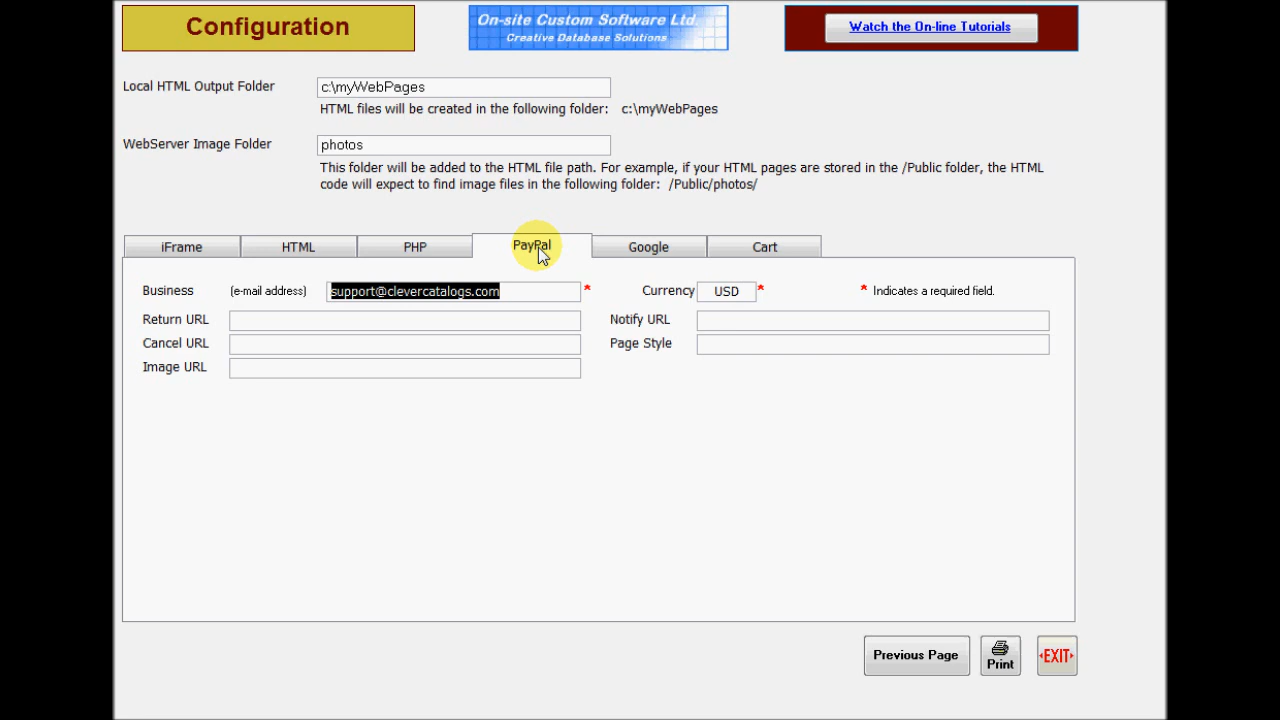 Configuration
On-site Custom Software Ltd.
Creative Database Solutions
Watch the On-line Tutorials
Local HTML Output Folder c:\myWebPages
HTML files will be created in the following folder: c:\myWebPages
WebServer Image Folder photos
This folder will be added to the HTML file path. For example, if your HTML pages are stored in the /Public folder, the HTML
code will expect to find image files in the following folder: /Public/photos/
iFrame HTML PHP PayPal Google Cart
Business (e-mail address) support@clevercatalogs.com * Currency USD * * Indicates a required field.
Return URL Notify URL
Cancel URL Page Style
Image URL
Previous Page Print EXIT